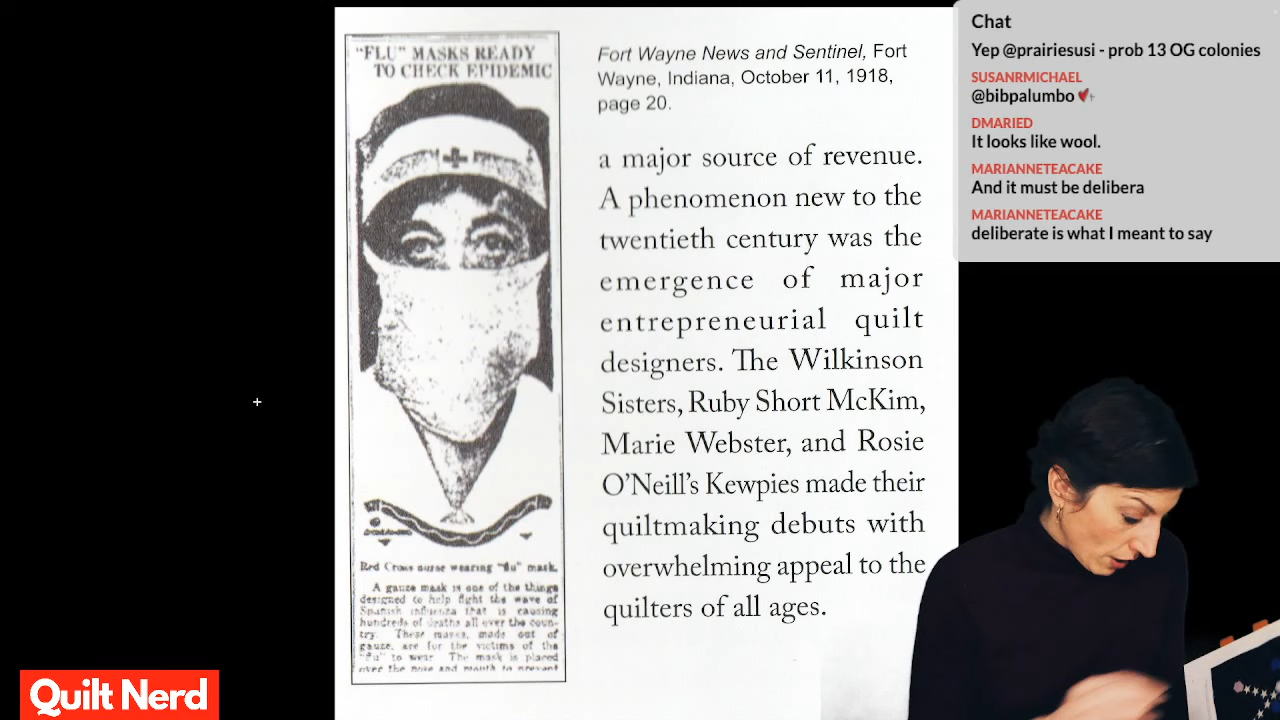 "FLU" MASKS READY
TO CHECK EPIDEMIC
Red Cross nurse wearing "flu" mask.
A gauze mask is one of the things
designed to help fight the wave of
Spanish influenza that is causing
hundreds of deaths all over the coun-
try. These masks, made out of
gauze, are for the victims of the
"flu" to wear. The mask is placed
over the nose and mouth to prevent
Fort Wayne News and Sentinel, Fort
Wayne, Indiana, October 11, 1918,
page 20.
a major source of revenue.
A phenomenon new to the
twentieth century was the
emergence of major
entrepreneurial quilt
designers. The Wilkinson
Sisters, Ruby Short McKim,
Marie Webster, and Rosie
O'Neill's Kewpies made their
quiltmaking debuts with
overwhelming appeal to the
quilters of all ages.
Chat
Yep @prairiesusi - prob 13 OG colonies
SUSANRMICHAEL
@bibpalumbo
DMARIED
It looks like wool.
MARIANNETEACAKE
And it must be delibera
MARIANNETEACAKE
deliberate is what I meant to say
Quilt Nerd